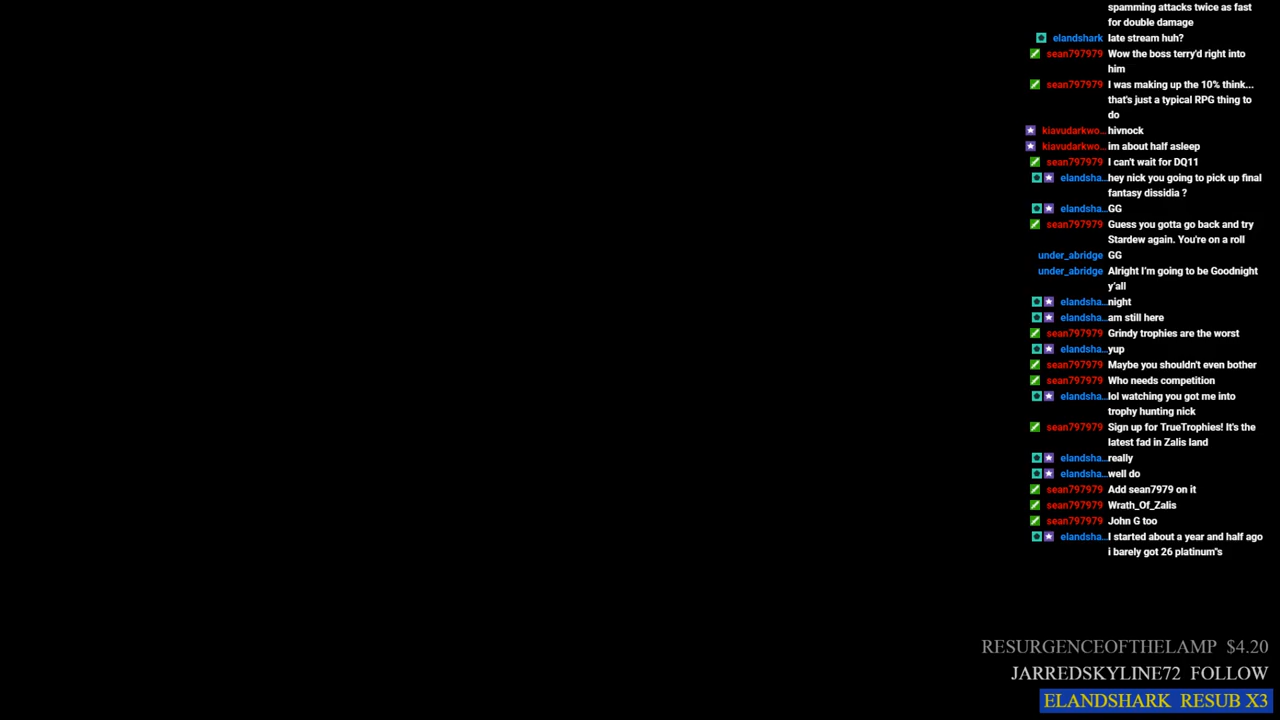 spamming attacks twice as fast
for double damage
elandshark late stream huh?
sean797979 Wow the boss terry'd right into
him
sean797979 I was making up the 10% think...
that's just a typical RPG thing to
do
kiavudarkwo... hivnock
kiavudarkwo... im about half asleep
sean797979 I can't wait for DQ11
elandsha... hey nick you going to pick up final
fantasy dissidia ?
elandsha... GG
sean797979 Guess you gotta go back and try
Stardew again. You're on a roll
under_abridge GG
under_abridge Alright I'm going to be Goodnight
y'all
elandsha... night
elandsha... am still here
sean797979 Grindy trophies are the worst
elandsha... yup
sean797979 Maybe you shouldn't even bother
sean797979 Who needs competition
elandsha... lol watching you got me into
trophy hunting nick
sean797979 Sign up for TrueTrophies! It's the
latest fad in Zalis land
elandsha... really
elandsha... well do
sean797979 Add sean7979 on it
sean797979 Wrath_Of_Zalis
sean797979 John G too
elandsha... I started about a year and half ago
i barely got 26 platinum"s
RESURGENCEOFTHELAMP $4.20
JARREDSKYLINE72 FOLLOW
ELANDSHARK RESUB X3